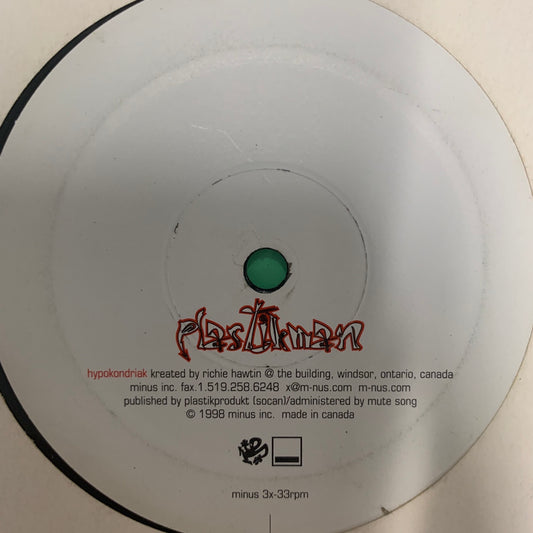 plastikman
hypokondriak kreated by richie hawtin @ the building, windsor, ontario, canada
minus inc. fax.1.519.258.6248 x@m-nus.com m-nus.com
published by plastikprodukt (socan)/administered by mute song
© 1998 minus inc. made in canada
minus 3x-33rpm